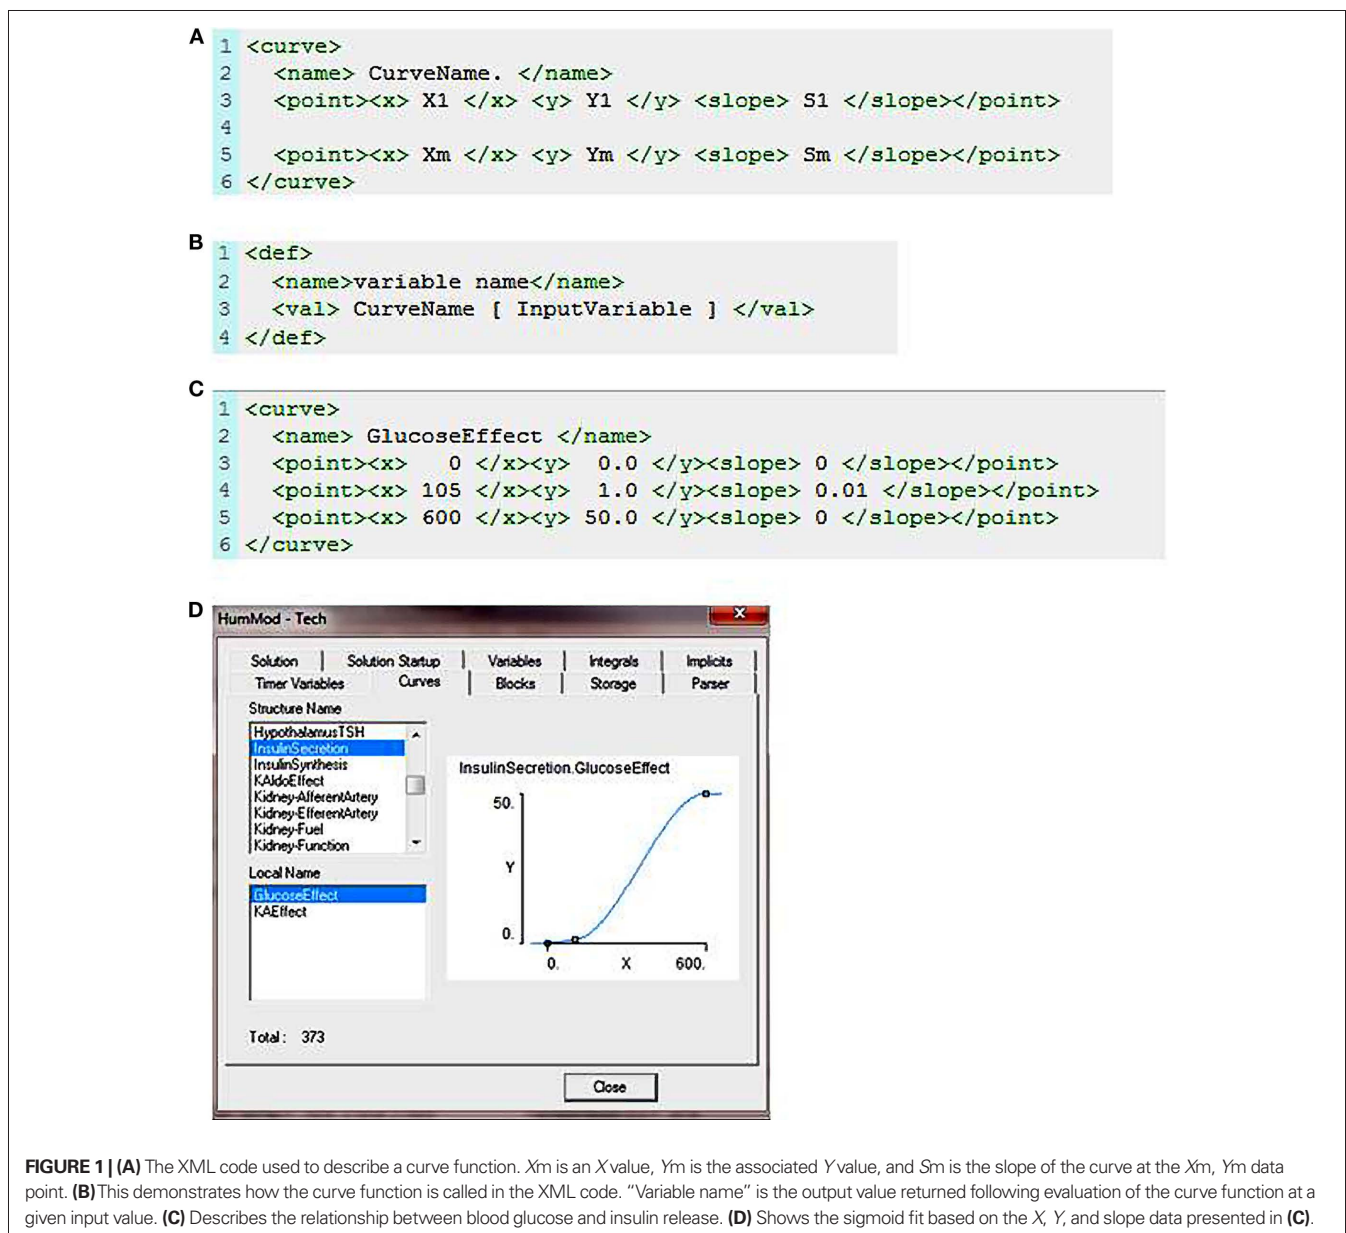 A
1 <curve>
2 <name> CurveName. </name>
3 <point><x> X1 </x> <y> Y1 </y> <slope> S1 </slope></point>
4
5 <point><x> Xm </x> <y> Ym </y> <slope> Sm </slope></point>
6 </curve>
B
1 <def>
2 <name>variable name</name>
3 <val> CurveName [ InputVariable ] </val>
4 </def>
C
1 <curve>
2 <name> GlucoseEffect </name>
3 <point><x> 0 </x><y> 0.0 </y><slope> 0 </slope></point>
4 <point><x> 105 </x><y> 1.0 </y><slope> 0.01 </slope></point>
5 <point><x> 600 </x><y> 50.0 </y><slope> 0 </slope></point>
6 </curve>
D
HumMod - Tech
Solution Solution Startup Variables Integrals Implicits
Timer Variables Curves Blocks Storage Parser
Structure Name
HypothalamusTSH
InsulinSecretion
InsulinSynthesis
KAldoEffect
Kidney-AfferentArtery
Kidney-EfferentArtery
Kidney-Fuel
Kidney-Function
Local Name
GlucoseEffect
KAEffect
Total : 373
InsulinSecretion.GlucoseEffect
50.
Y
0.
0. X 600.
Close
FIGURE 1 | (A) The XML code used to describe a curve function. Xm is an X value, Ym is the associated Y value, and Sm is the slope of the curve at the Xm, Ym data
point. (B) This demonstrates how the curve function is called in the XML code. “Variable name” is the output value returned following evaluation of the curve function at a
given input value. (C) Describes the relationship between blood glucose and insulin release. (D) Shows the sigmoid fit based on the X, Y, and slope data presented in (C).